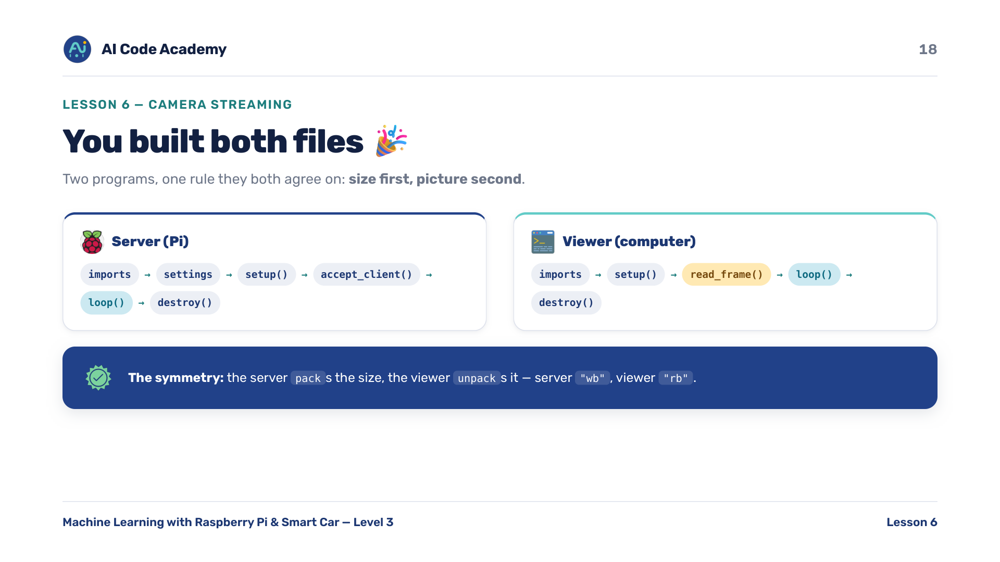 AI Code Academy
18
LESSON 6 — CAMERA STREAMING
You built both files
Two programs, one rule they both agree on: size first, picture second.
Server (Pi)
imports → settings → setup() → accept_client() →
loop() → destroy()
Viewer (computer)
imports → setup() → read_frame() → loop() →
destroy()
The symmetry: the server packs the size, the viewer unpacks it — server "wb", viewer "rb".
Machine Learning with Raspberry Pi & Smart Car — Level 3
Lesson 6